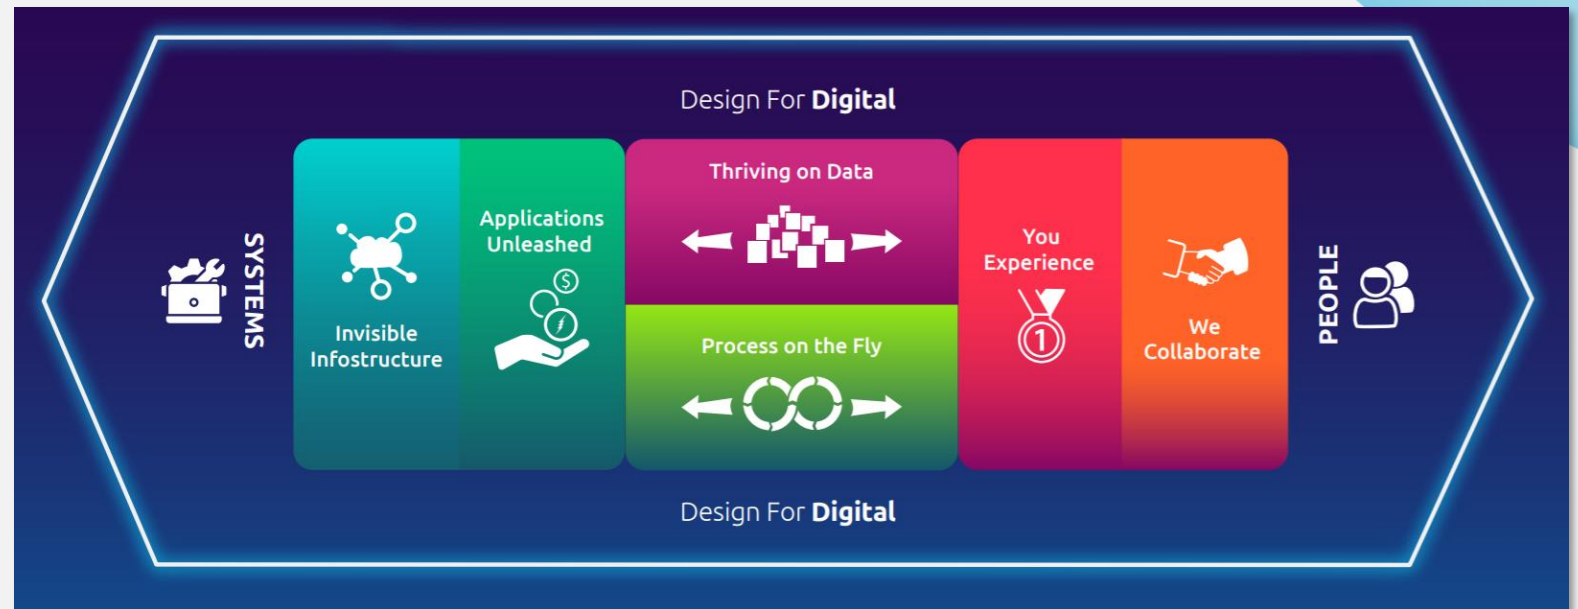 Design For Digital
SYSTEMS
Invisible
Infostructure
Applications
Unleashed
$
Thriving on Data
Process on the Fly
You
Experience
1
We
Collaborate
PEOPLE
Design For Digital